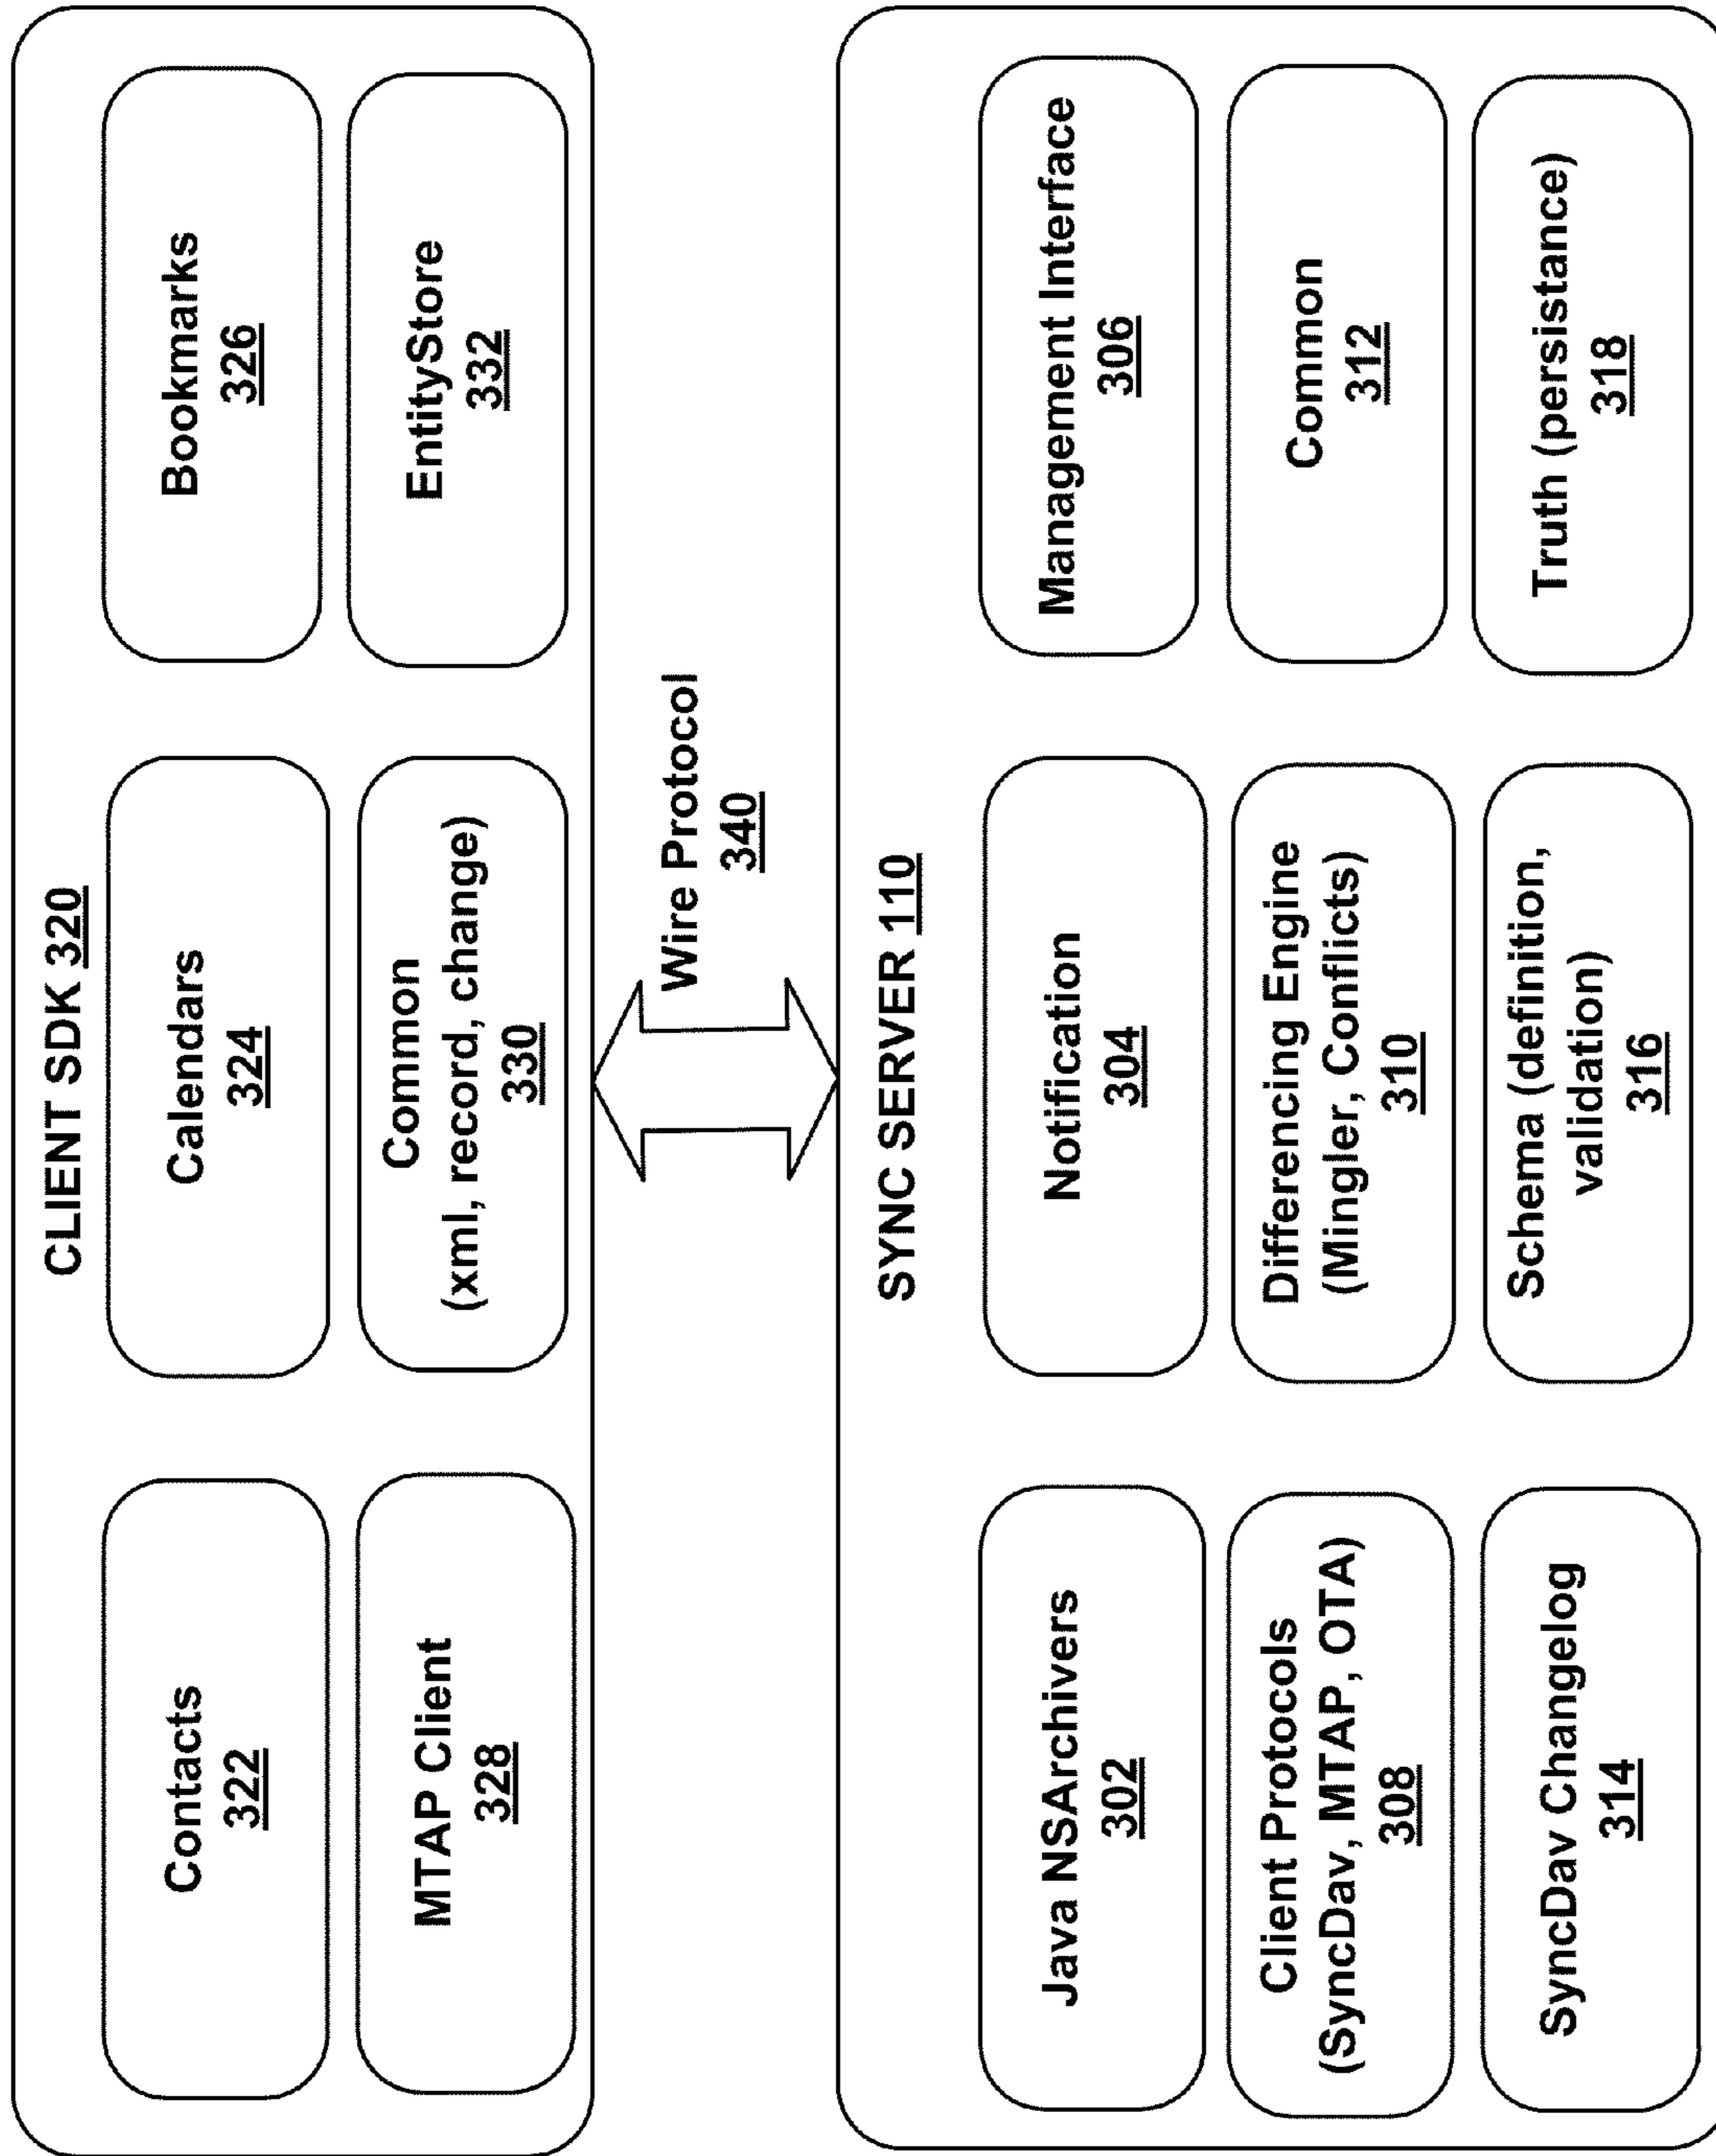 CLIENT SDK 320
Contacts
322
Calendars
324
Bookmarks
326
MTAP Client
328
Common
(xml, record, change)
330
EntityStore
332
Wire Protocol
340
SYNC SERVER 110
Java NSArchivers
302
Notification
304
Management Interface
306
Client Protocols
(SyncDav, MTAP, OTA)
308
Differencing Engine
(Mingler, Conflicts)
310
Common
312
SyncDav Changelog
314
Schema (definition,
validation)
316
Truth (persistance)
318